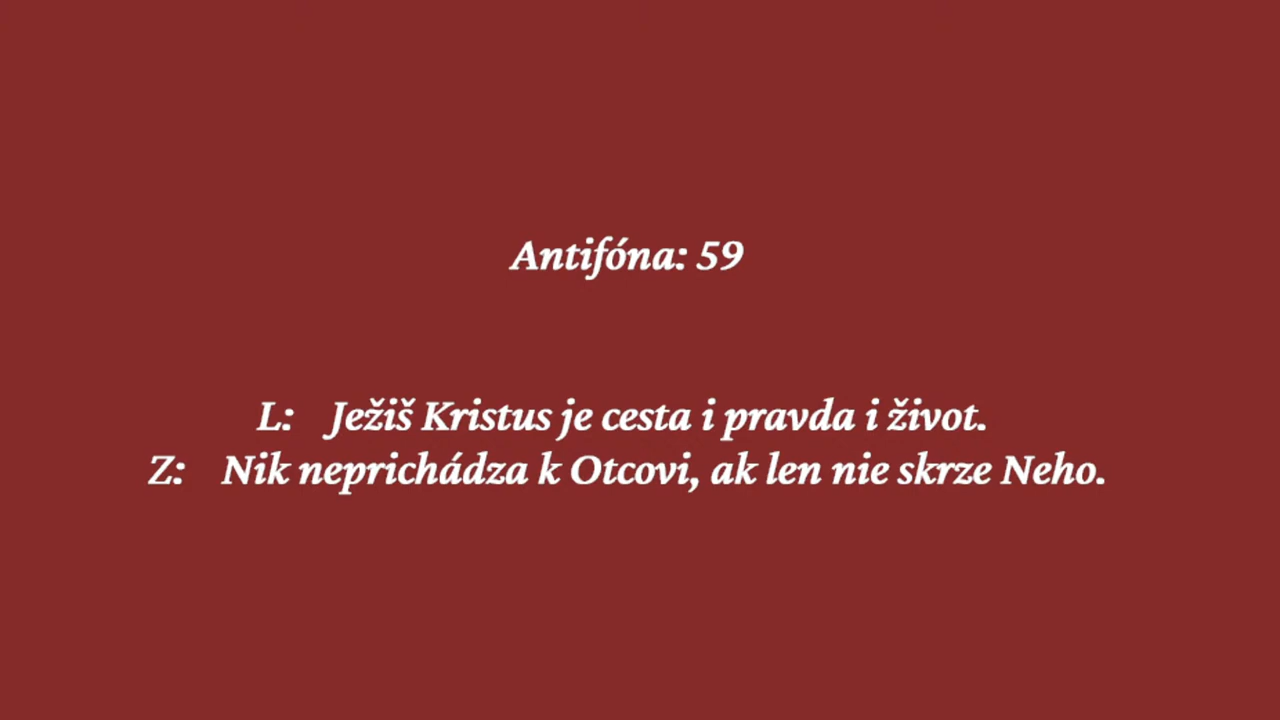 Antifóna: 59
L: Ježiš Kristus je cesta i pravda i život.
Z: Nik neprichádza k Otcovi, ak len nie skrze Neho.